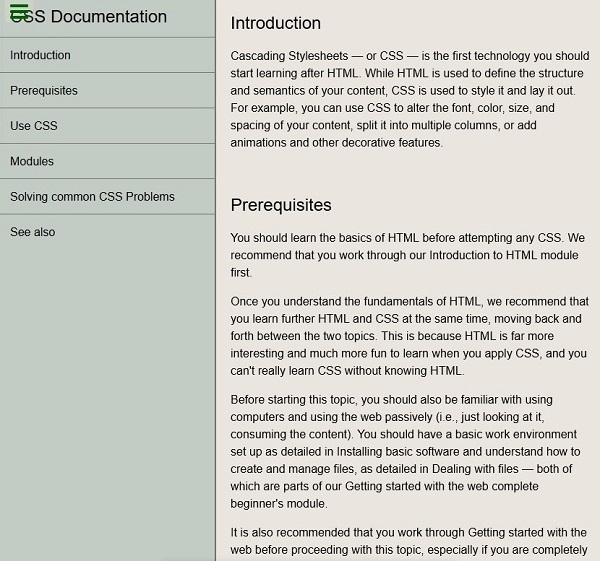 CSS Documentation
Introduction
Prerequisites
Use CSS
Modules
Solving common CSS Problems
See also
Introduction
Cascading Stylesheets — or CSS — is the first technology you should
start learning after HTML. While HTML is used to define the structure
and semantics of your content, CSS is used to style it and lay it out.
For example, you can use CSS to alter the font, color, size, and
spacing of your content, split it into multiple columns, or add
animations and other decorative features.
Prerequisites
You should learn the basics of HTML before attempting any CSS. We
recommend that you work through our Introduction to HTML module
first.
Once you understand the fundamentals of HTML, we recommend that
you learn further HTML and CSS at the same time, moving back and
forth between the two topics. This is because HTML is far more
interesting and much more fun to learn when you apply CSS, and you
can't really learn CSS without knowing HTML.
Before starting this topic, you should also be familiar with using
computers and using the web passively (i.e., just looking at it,
consuming the content). You should have a basic work environment
set up as detailed in Installing basic software and understand how to
create and manage files, as detailed in Dealing with files — both of
which are parts of our Getting started with the web complete
beginner's module.
It is also recommended that you work through Getting started with the
web before proceeding with this topic, especially if you are completely